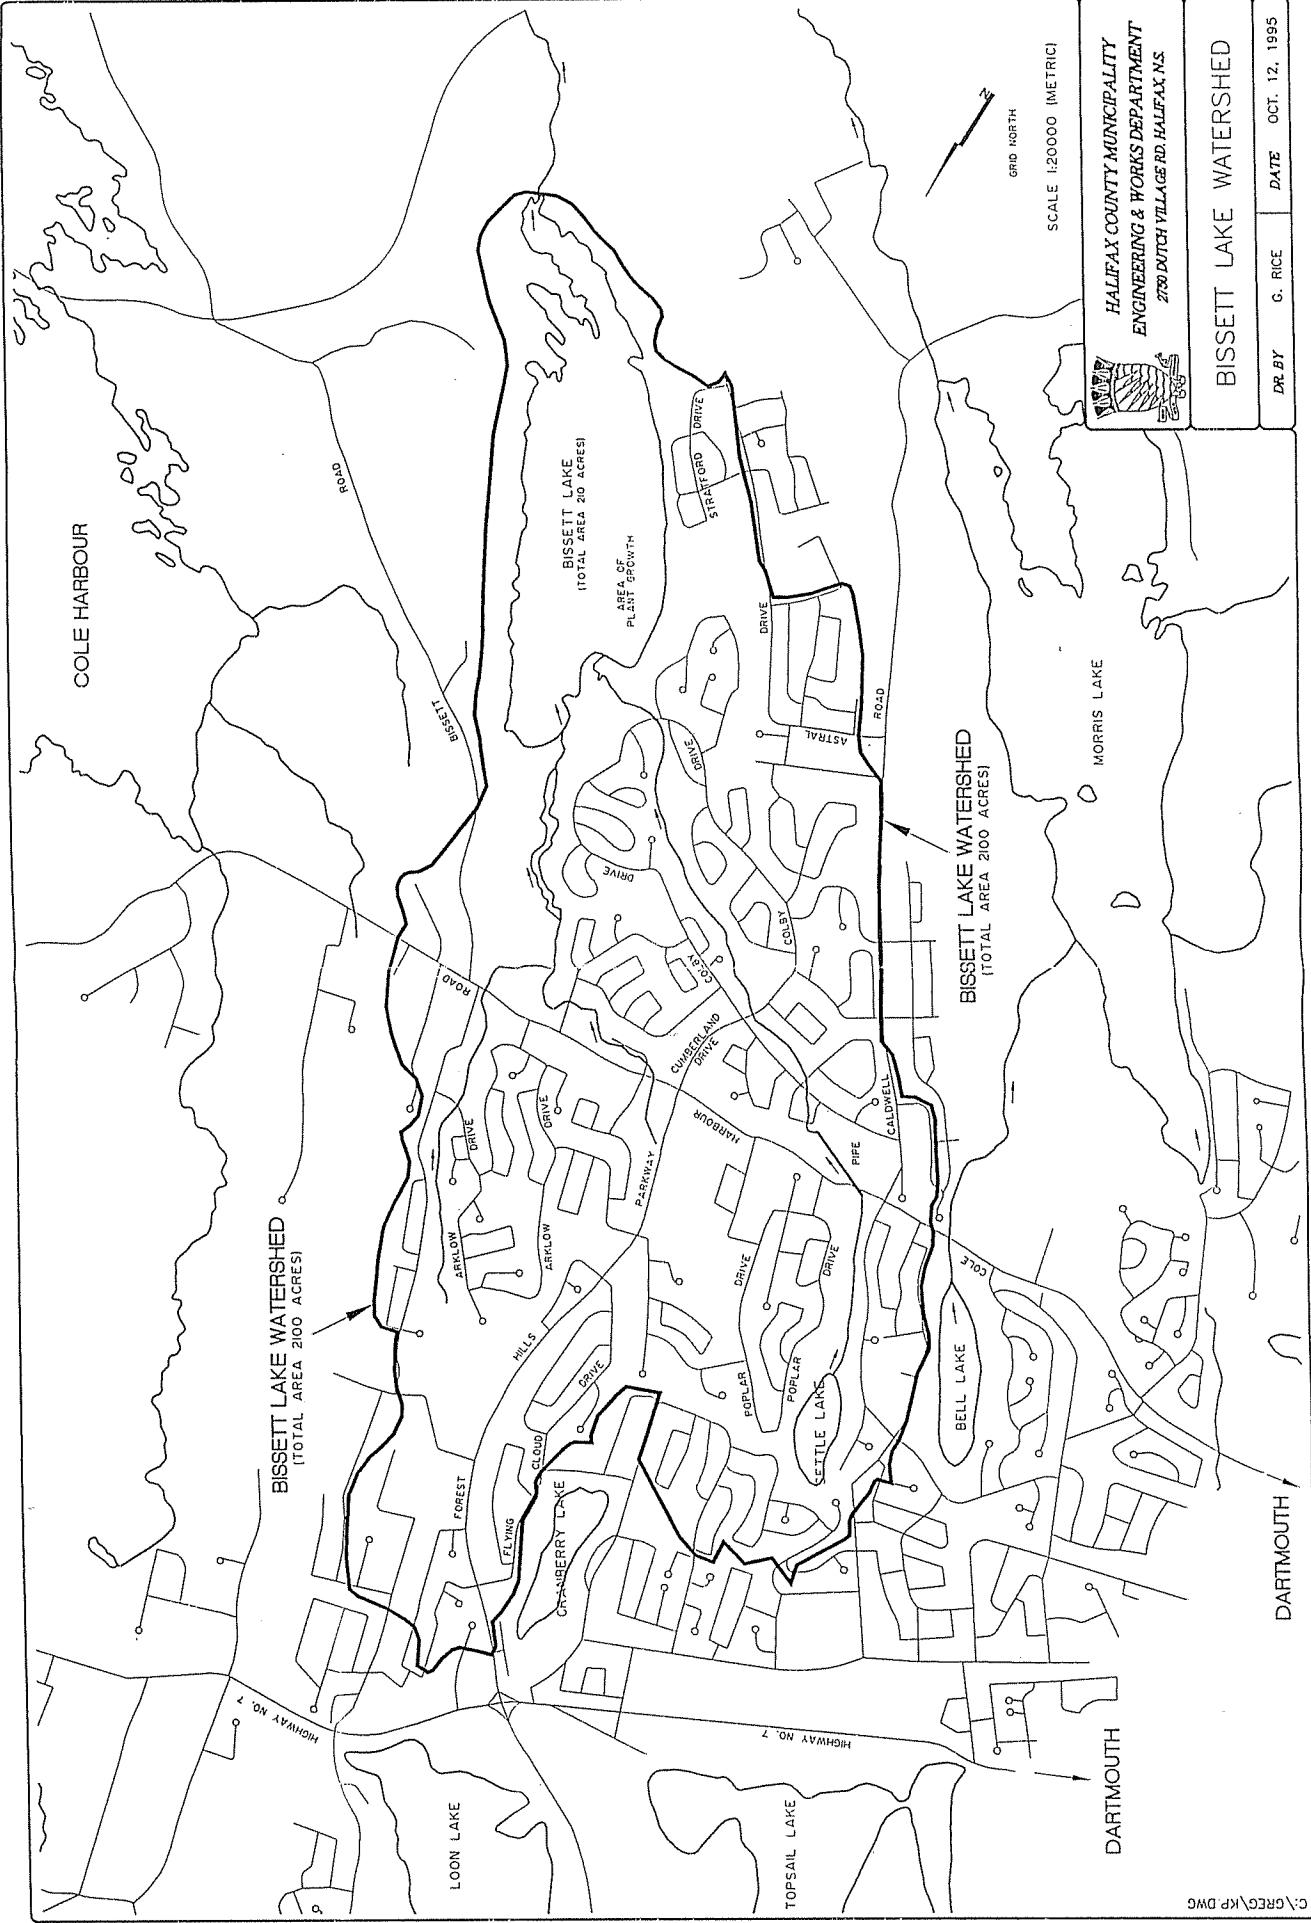 COLE HARBOUR
ROAD
BISSETT
BISSETT LAKE
(TOTAL AREA 210 ACRES)
AREA OF
PLANT GROWTH
STRATFORD
DRIVE
DRIVE
ASTRAL
ROAD
DRIVE
DRIVE
COLBY
COLBY
CUMBERLAND
DRIVE
ROAD
HARBOUR
CALDWELL
PIPE
COLE
PARKWAY
DRIVE
DRIVE
ARKLOW
ARKLOW
HILLS
FOREST
DRIVE
CLOUD
FLYING
DRIVE
DRIVE
POPLAR
POPLAR
SETTLE LAKE
BELL LAKE
CRANBERRY LAKE
MORRIS LAKE
BISSETT LAKE WATERSHED
(TOTAL AREA 2100 ACRES)
BISSETT LAKE WATERSHED
(TOTAL AREA 2100 ACRES)
HIGHWAY NO. 7
HIGHWAY NO. 7
LOON LAKE
TOPSAIL LAKE
DARTMOUTH
DARTMOUTH
N
GRID NORTH
SCALE 1:20000 (METRIC)
HALIFAX COUNTY MUNICIPALITY
ENGINEERING & WORKS DEPARTMENT
2750 DUTCH VILLAGE RD. HALIFAX, N.S.
BISSETT LAKE WATERSHED
DR. BY G. RICE DATE OCT. 12, 1995
C:/GREG/KP.DWG